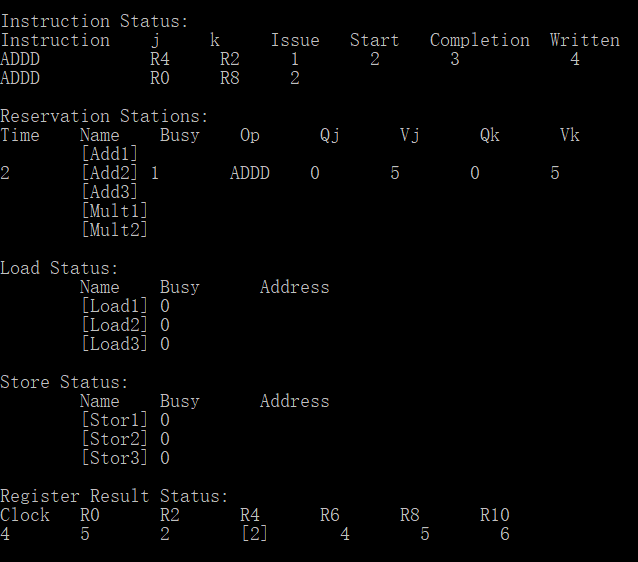 Instruction Status:
Instruction j k Issue Start Completion Written
ADDD R4 R2 1 2 3 4
ADDD R0 R8 2
Reservation Stations:
Time Name Busy Op Qj Vj Qk Vk
[Add1]
2 [Add2] 1 ADDD 0 5 0 5
[Add3]
[Mult1]
[Mult2]
Load Status:
Name Busy Address
[Load1] 0
[Load2] 0
[Load3] 0
Store Status:
Name Busy Address
[Stor1] 0
[Stor2] 0
[Stor3] 0
Register Result Status:
Clock R0 R2 R4 R6 R8 R10
4 5 2 [2] 4 5 6